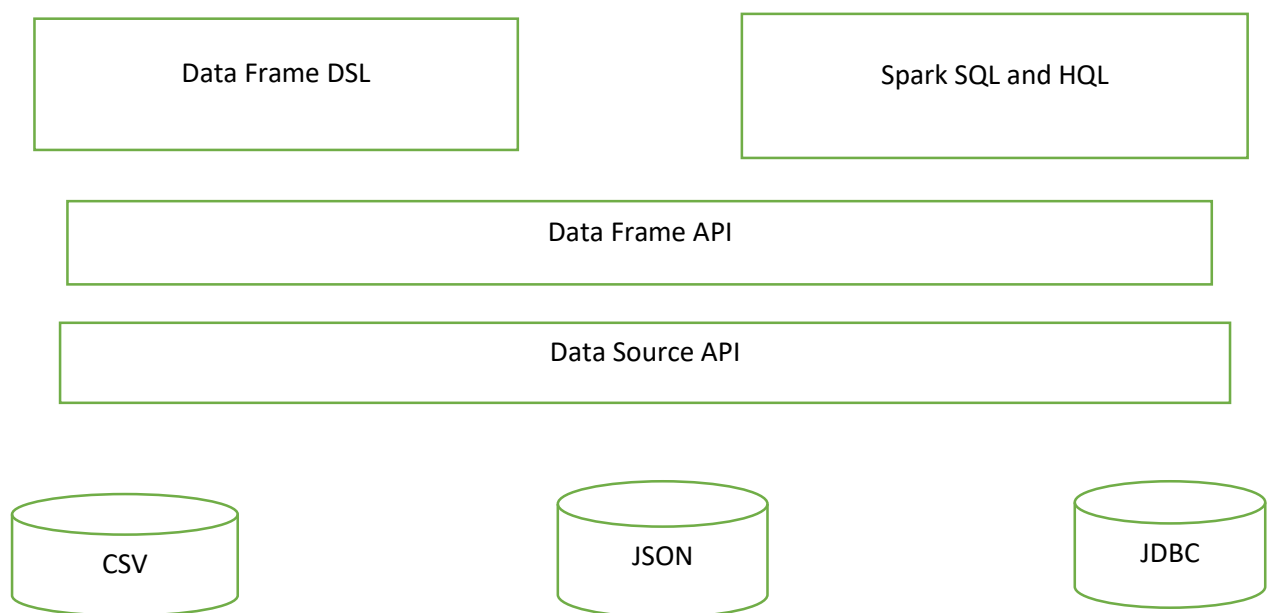 Data Frame DSL
Spark SQL and HQL
Data Frame API
Data Source API
CSV
JSON
JDBC